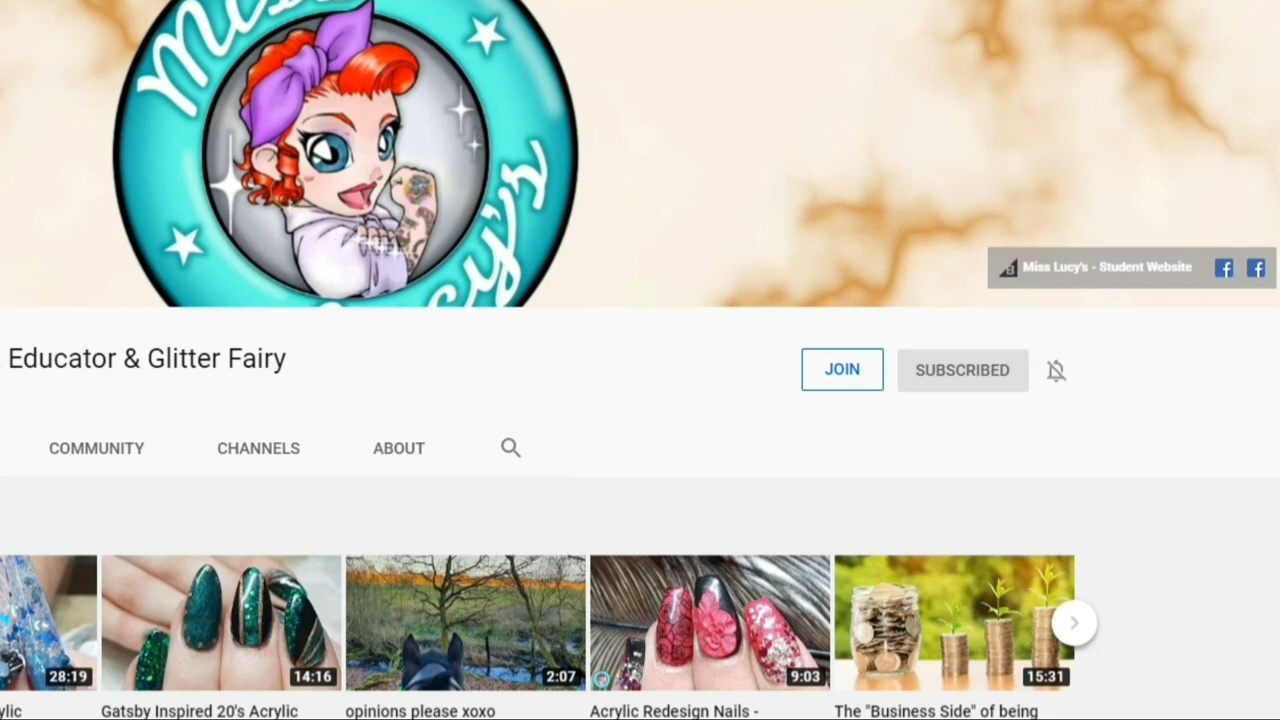 Miss Lucy's - Student Website
Educator & Glitter Fairy
JOIN
SUBSCRIBED
COMMUNITY
CHANNELS
ABOUT
28:19
14:16
2:07
9:03
15:31
Gatsby Inspired 20's Acrylic
opinions please xoxo
Acrylic Redesign Nails -
The "Business Side" of being